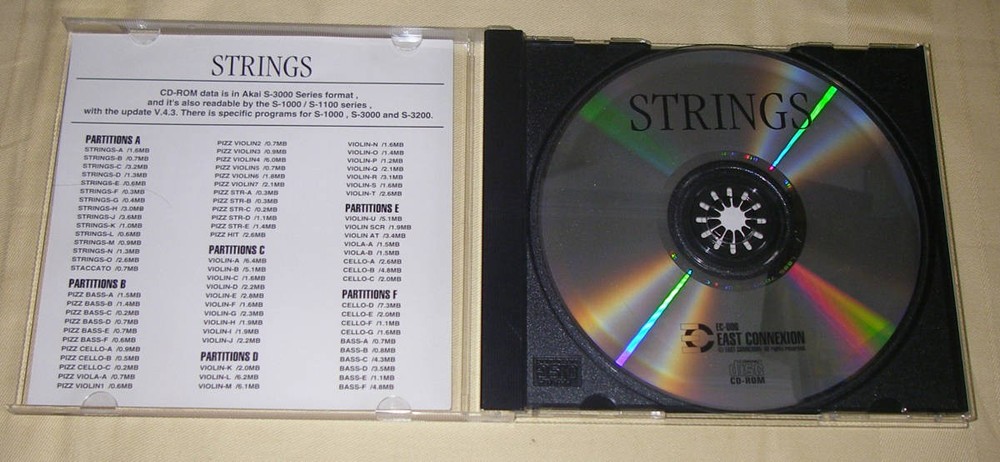 STRINGS
CD-ROM data is in Akai S-3000 Series format ,
and it's also readable by the S-1000 / S-1100 series ,
with the update V.4.3. There is specific programs for S-1000 , S-3000 and S-3200.
PARTITIONS A
STRINGS-A /1.6MB
STRINGS-B /0.7MB
STRINGS-C /3.2MB
STRINGS-D /1.3MB
STRINGS-E /0.6MB
STRINGS-F /0.3MB
STRINGS-G /0.4MB
STRINGS-H /3.0MB
STRINGS-J /3.6MB
STRINGS-K /1.0MB
STRINGS-L /0.6MB
STRINGS-M /0.9MB
STRINGS-N /1.3MB
STRINGS-O /2.6MB
STACCATO /0.7MB
PARTITIONS B
PIZZ BASS-A /1.5MB
PIZZ BASS-B /1.4MB
PIZZ BASS-C /0.2MB
PIZZ BASS-D /0.7MB
PIZZ BASS-E /0.7MB
PIZZ BASS-F /0.6MB
PIZZ CELLO-A /0.9MB
PIZZ CELLO-B /0.5MB
PIZZ CELLO-C /0.2MB
PIZZ VIOLA-A /0.7MB
PIZZ VIOLIN1 /0.6MB
PIZZ VIOLIN2 /0.7MB
PIZZ VIOLIN3 /0.9MB
PIZZ VIOLIN4 /6.0MB
PIZZ VIOLIN5 /0.7MB
PIZZ VIOLIN6 /1.8MB
PIZZ VIOLIN7 /2.1MB
PIZZ STR-A /0.3MB
PIZZ STR-B /0.3MB
PIZZ STR-C /0.2MB
PIZZ STR-D /1.1MB
PIZZ STR-E /1.4MB
PIZZ HIT /2.6MB
PARTITIONS C
VIOLIN-A /6.4MB
VIOLIN-B /5.1MB
VIOLIN-C /1.6MB
VIOLIN-D /2.2MB
VIOLIN-E /2.8MB
VIOLIN-F /1.6MB
VIOLIN-G /2.3MB
VIOLIN-H /1.9MB
VIOLIN-I /1.9MB
VIOLIN-J /2.2MB
PARTITIONS D
VIOLIN-K /2.0MB
VIOLIN-L /6.2MB
VIOLIN-M /6.1MB
VIOLIN-N /1.6MB
VIOLIN-O /1.4MB
VIOLIN-P /1.2MB
VIOLIN-Q /2.1MB
VIOLIN-R /3.1MB
VIOLIN-S /1.6MB
VIOLIN-T /2.6MB
PARTITIONS E
VIOLIN-U /5.1MB
VIOLIN SCR /1.9MB
VIOLIN AT /3.4MB
VIOLA-A /1.5MB
VIOLA-B /1.5MB
CELLO-A /2.6MB
CELLO-B /4.8MB
CELLO-C /2.0MB
PARTITIONS F
CELLO-D /7.3MB
CELLO-E /2.0MB
CELLO-F /1.1MB
CELLO-G /1.6MB
BASS-A /0.7MB
BASS-B /0.8MB
BASS-C /4.3MB
BASS-D /3.5MB
BASS-E /1.1MB
BASS-F /4.8MB
STRINGS
EAST CONNEXION
disc
CD-ROM